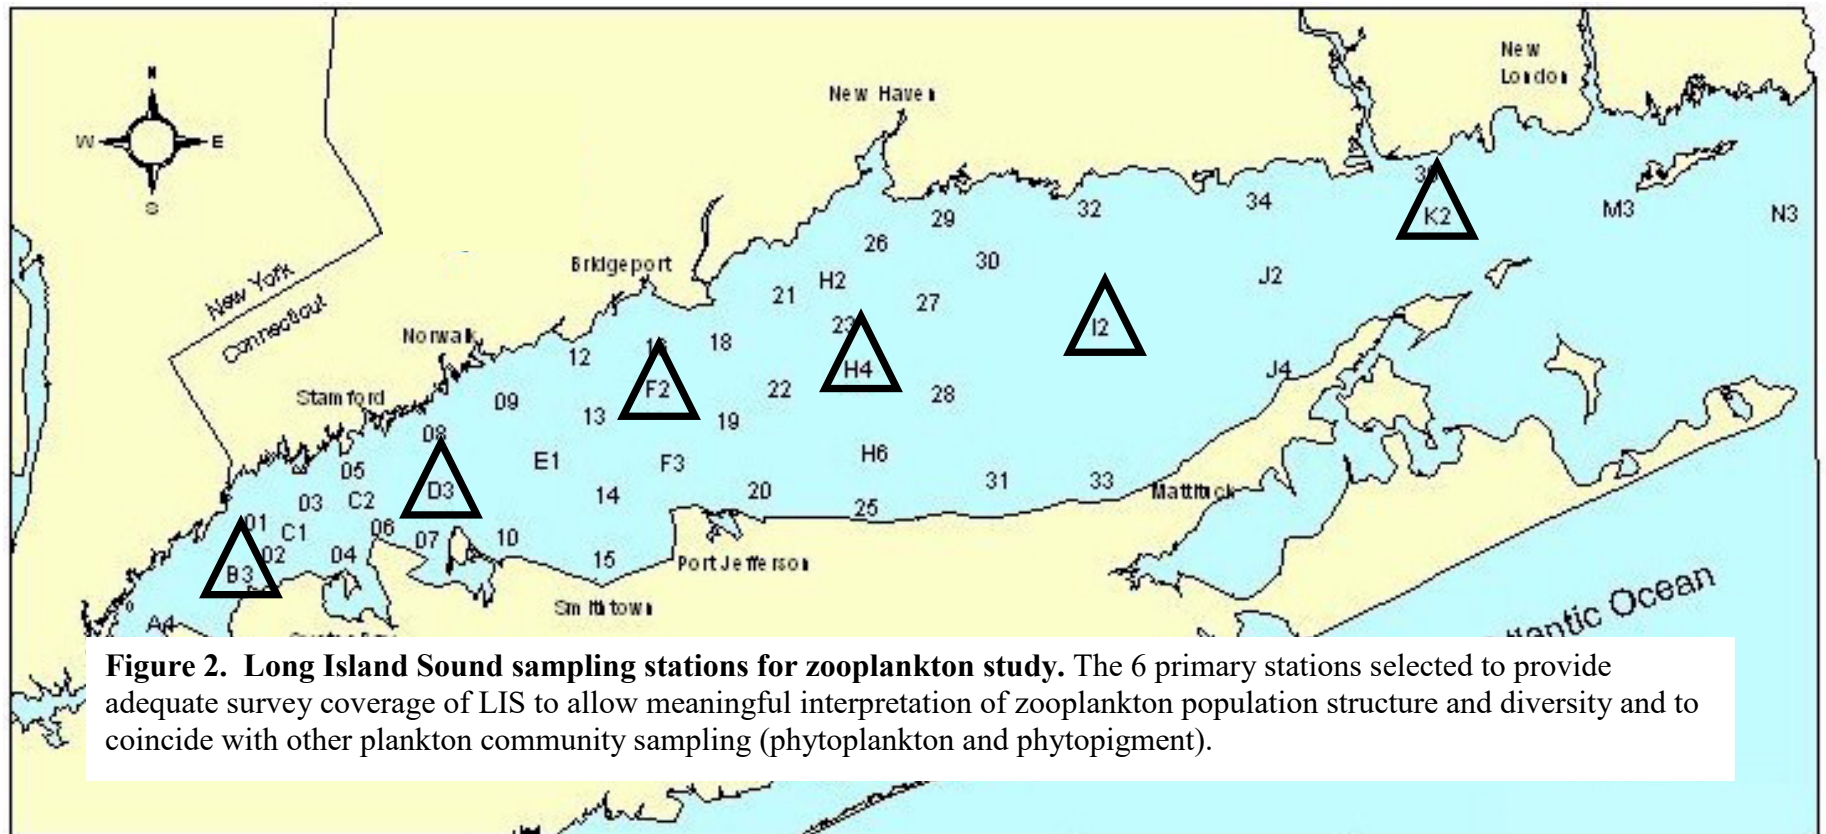 New
London
New Haven
N
W
E
S
29
32
34
K2
M3
N3
26
30
H2
J2
21
27
New York
Connecticut
Bridgeport
23
I2
Norwalk
12
18
H4
J4
F2
22
28
Stamford
09
13
19
08
E1
F3
H6
05
D3
14
20
31
33
Mattituck
03
C2
25
01
C1
06
07
10
02
04
15
Port Jefferson
B3
Smithtown
A4
Atlantic Ocean
Figure 2. Long Island Sound sampling stations for zooplankton study. The 6 primary stations selected to provide
adequate survey coverage of LIS to allow meaningful interpretation of zooplankton population structure and diversity and to
coincide with other plankton community sampling (phytoplankton and phytopigment).